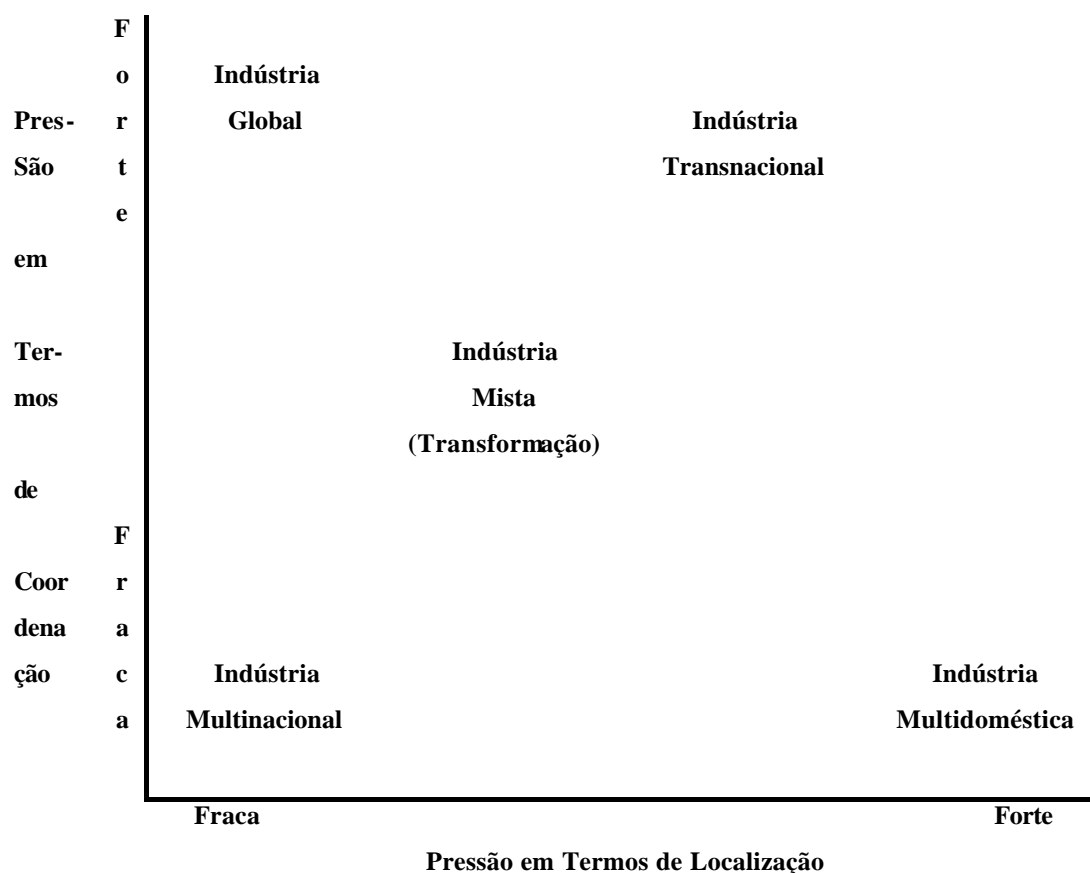 F
o Indústria
Pres- r Global Indústria
São t Transnacional
e
em
Ter- Indústria
mos Mista
(Transformação)
de
F
Coor r
dena a
ção c Indústria Indústria
a Multinacional Multidoméstica
Fraca Forte
Pressão em Termos de Localização